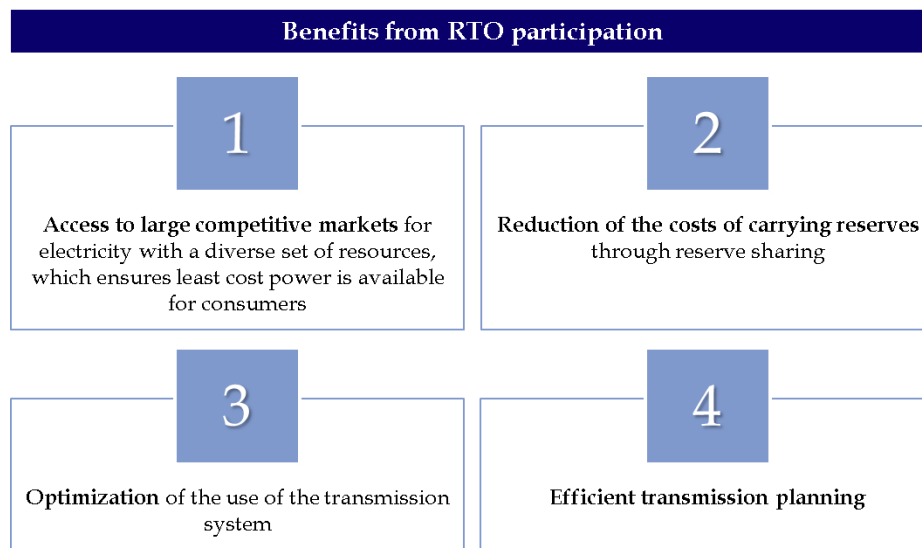 Benefits from RTO participation
1
Access to large competitive markets for
electricity with a diverse set of resources,
which ensures least cost power is available
for consumers
2
Reduction of the costs of carrying reserves
through reserve sharing
3
Optimization of the use of the transmission
system
4
Efficient transmission planning